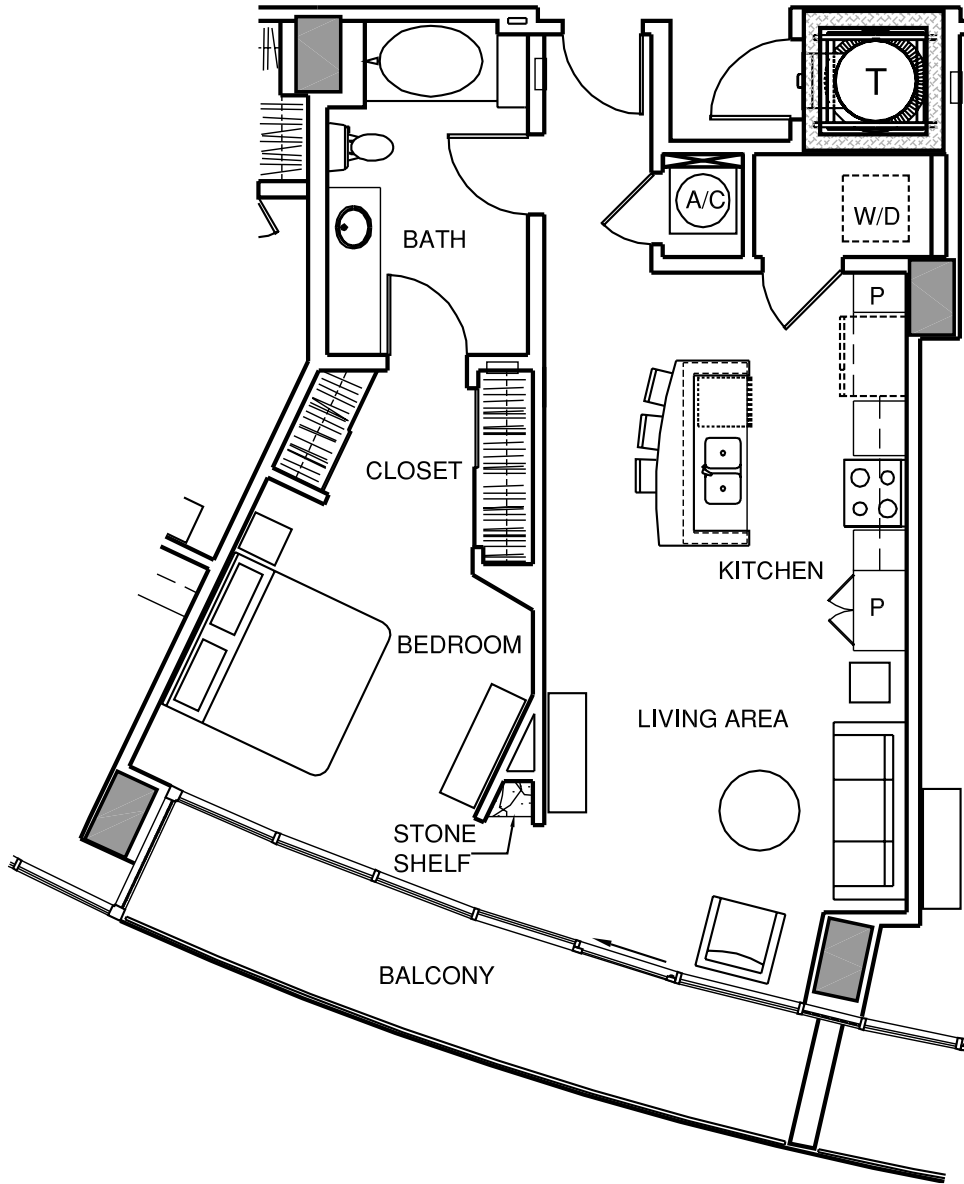 T
A/C
W/D
BATH
P
CLOSET
KITCHEN
P
BEDROOM
LIVING AREA
STONE
SHELF
BALCONY